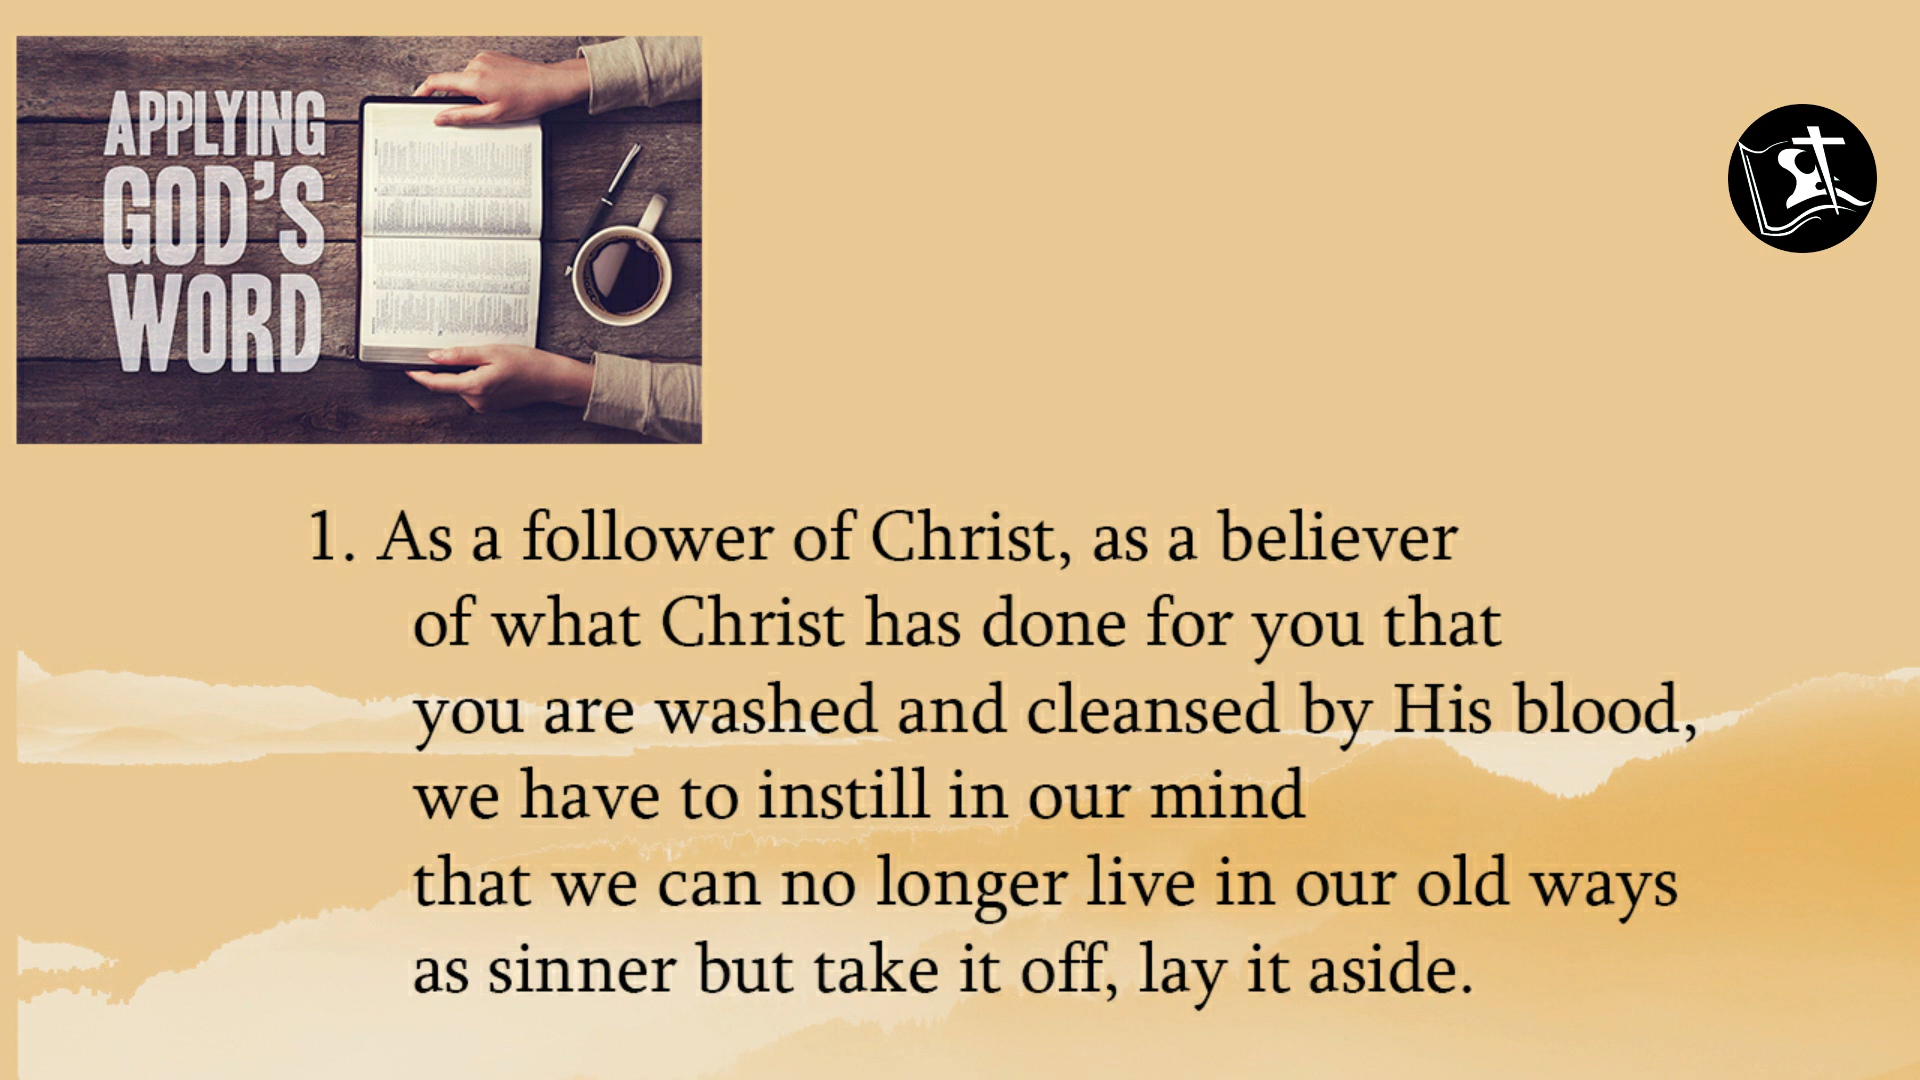 APPLYING
GOD'S
WORD
1. As a follower of Christ, as a believer
of what Christ has done for you that
you are washed and cleansed by His blood,
we have to instill in our mind
that we can no longer live in our old ways
as sinner but take it off, lay it aside.